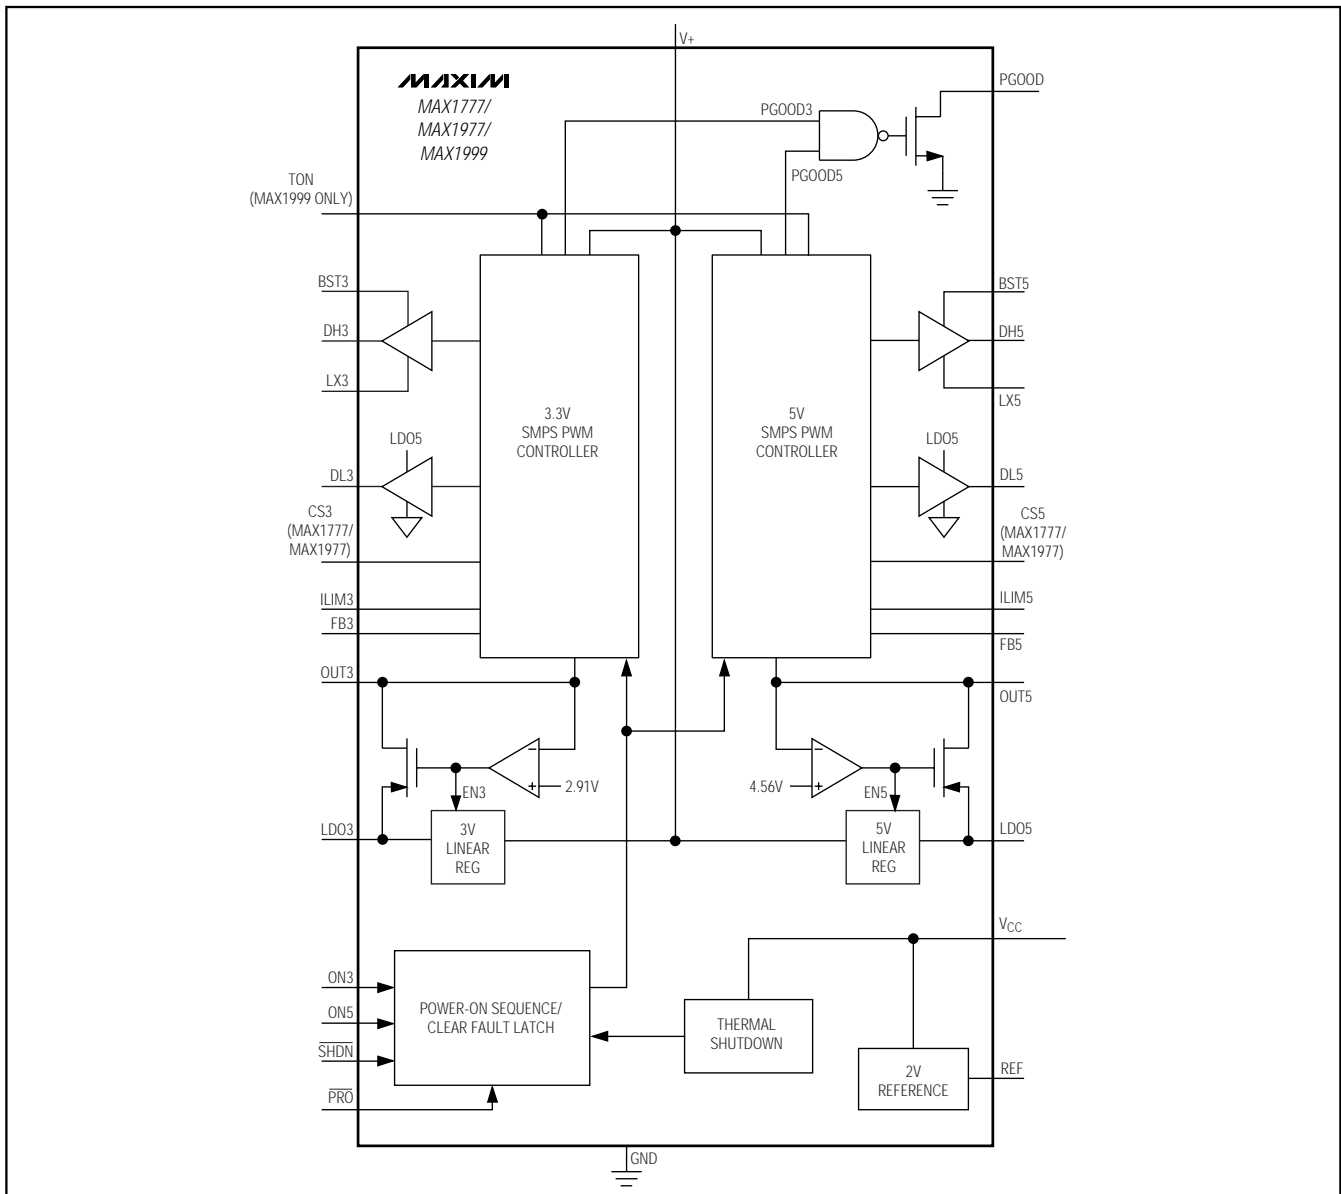 V+
MAXIM
MAX1777/
MAX1977/
MAX1999
PGOOD
PGOOD3
PGOOD5
TON
(MAX1999 ONLY)
BST3
DH3
LX3
BST5
DH5
LX5
3.3V
SMPS PWM
CONTROLLER
5V
SMPS PWM
CONTROLLER
LDO5
DL3
LDO5
DL5
CS3
(MAX1777/
MAX1977)
CS5
(MAX1777/
MAX1977)
ILIM3
FB3
ILIM5
FB5
OUT3
OUT5
−
+
2.91V
EN3
−
+
4.56V
EN5
LDO3
3V
LINEAR
REG
5V
LINEAR
REG
LDO5
VCC
ON3
ON5
SHDN
PRO
POWER-ON SEQUENCE/
CLEAR FAULT LATCH
THERMAL
SHUTDOWN
2V
REFERENCE
REF
GND